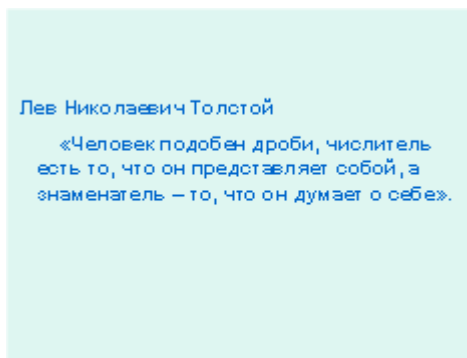 Лев Николаевич Толстой
«Человек подобен дроби, числитель
есть то, что он представляет собой, а
знаменатель – то, что он думает о себе».